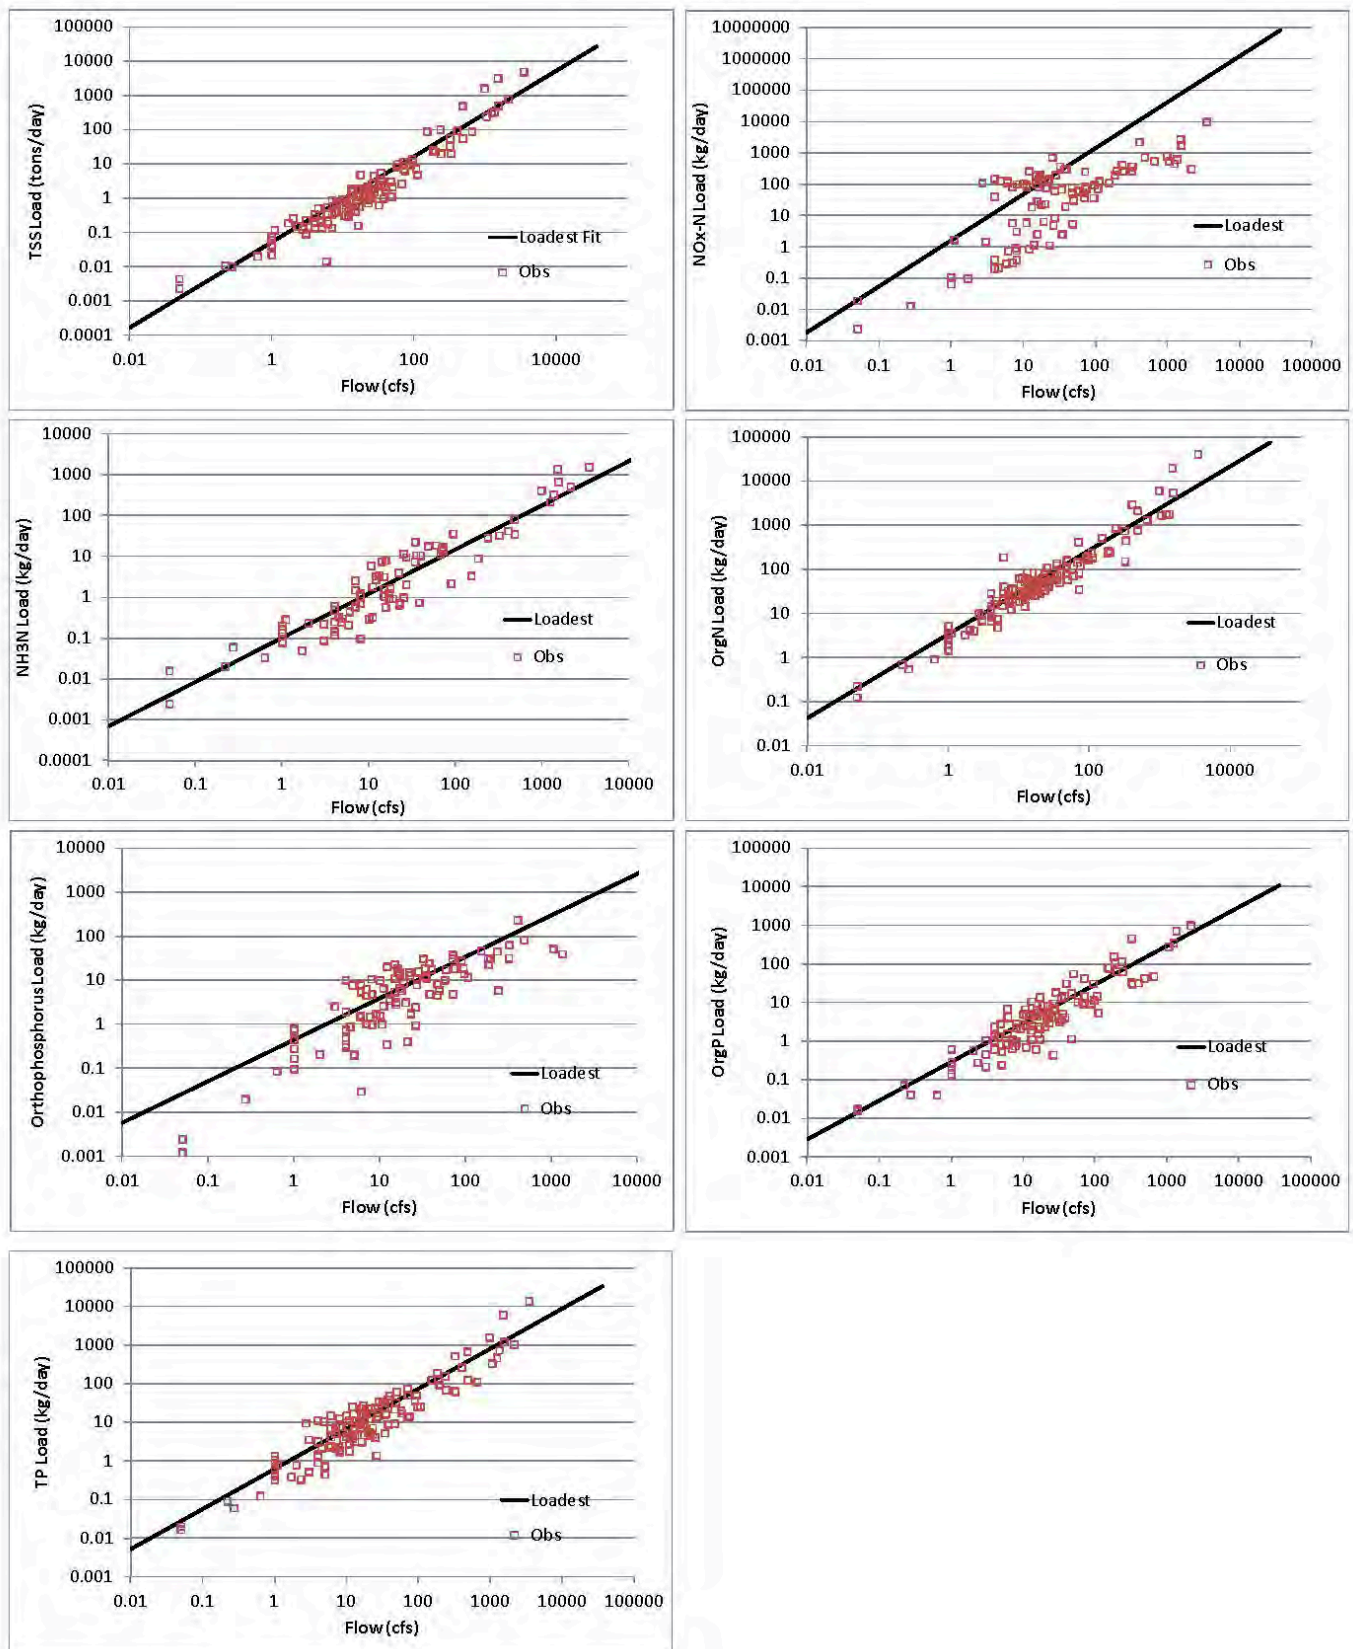 100000
10000
1000
100
10
1
0.1
0.01
0.001
0.0001
TSS Load (tons/day)
0.01 1 100 10000
Flow (cfs)
Loadest Fit
Obs
10000000
1000000
100000
10000
1000
100
10
1
0.1
0.01
0.001
NOx-N Load (kg/day)
0.01 0.1 1 10 100 1000 10000 100000
Flow (cfs)
Loadest
Obs
10000
1000
100
10
1
0.1
0.01
0.001
0.0001
NH3N Load (kg/day)
0.01 0.1 1 10 100 1000 10000
Flow (cfs)
Loadest
Obs
100000
10000
1000
100
10
1
0.1
0.01
OrgN Load (kg/day)
0.01 1 100 10000
Flow (cfs)
Loadest
Obs
10000
1000
100
10
1
0.1
0.01
0.001
Orthophosphorus Load (kg/day)
0.01 0.1 1 10 100 1000 10000
Flow (cfs)
Loadest
Obs
100000
10000
1000
100
10
1
0.1
0.01
0.001
OrgP Load (kg/day)
0.01 0.1 1 10 100 1000 10000 100000
Flow (cfs)
Loadest
Obs
100000
10000
1000
100
10
1
0.1
0.01
0.001
TP Load (kg/day)
0.01 0.1 1 10 100 1000 10000 100000
Flow (cfs)
Loadest
Obs